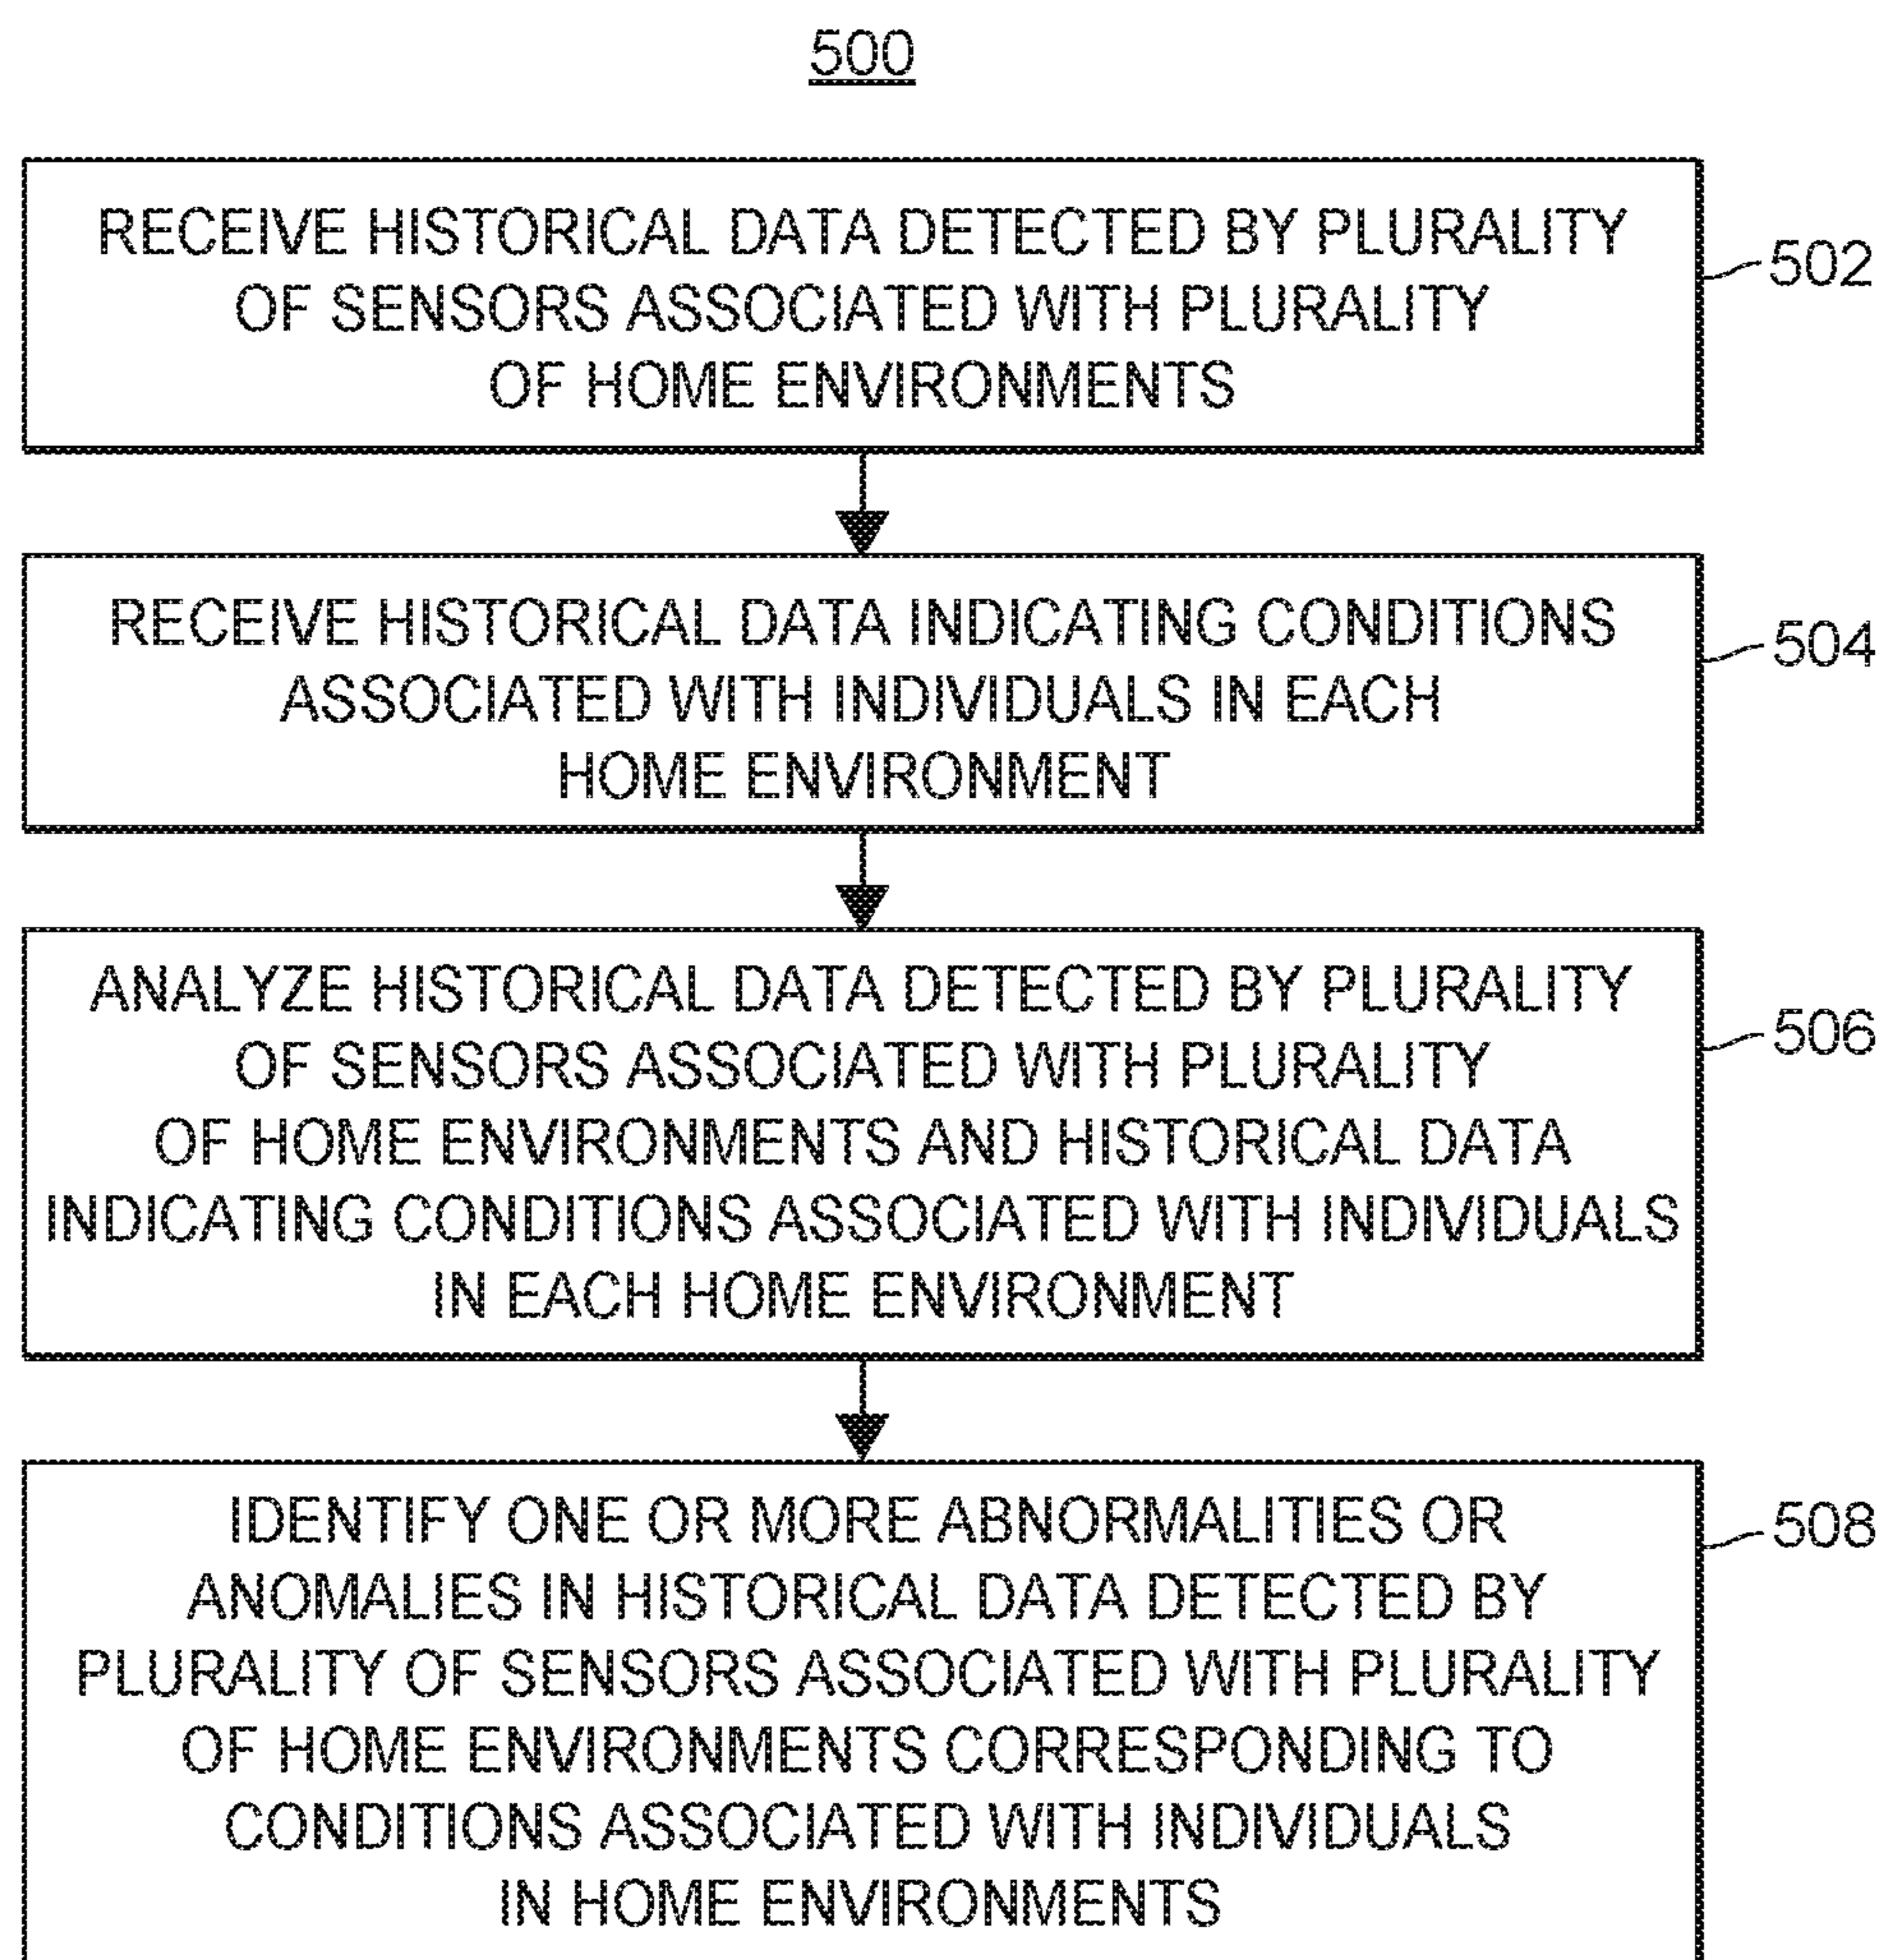 500
RECEIVE HISTORICAL DATA DETECTED BY PLURALITY
OF SENSORS ASSOCIATED WITH PLURALITY
OF HOME ENVIRONMENTS
502
RECEIVE HISTORICAL DATA INDICATING CONDITIONS
ASSOCIATED WITH INDIVIDUALS IN EACH
HOME ENVIRONMENT
504
ANALYZE HISTORICAL DATA DETECTED BY PLURALITY
OF SENSORS ASSOCIATED WITH PLURALITY
OF HOME ENVIRONMENTS AND HISTORICAL DATA
INDICATING CONDITIONS ASSOCIATED WITH INDIVIDUALS
IN EACH HOME ENVIRONMENT
506
IDENTIFY ONE OR MORE ABNORMALITIES OR
ANOMALIES IN HISTORICAL DATA DETECTED BY
PLURALITY OF SENSORS ASSOCIATED WITH PLURALITY
OF HOME ENVIRONMENTS CORRESPONDING TO
CONDITIONS ASSOCIATED WITH INDIVIDUALS
IN HOME ENVIRONMENTS
508